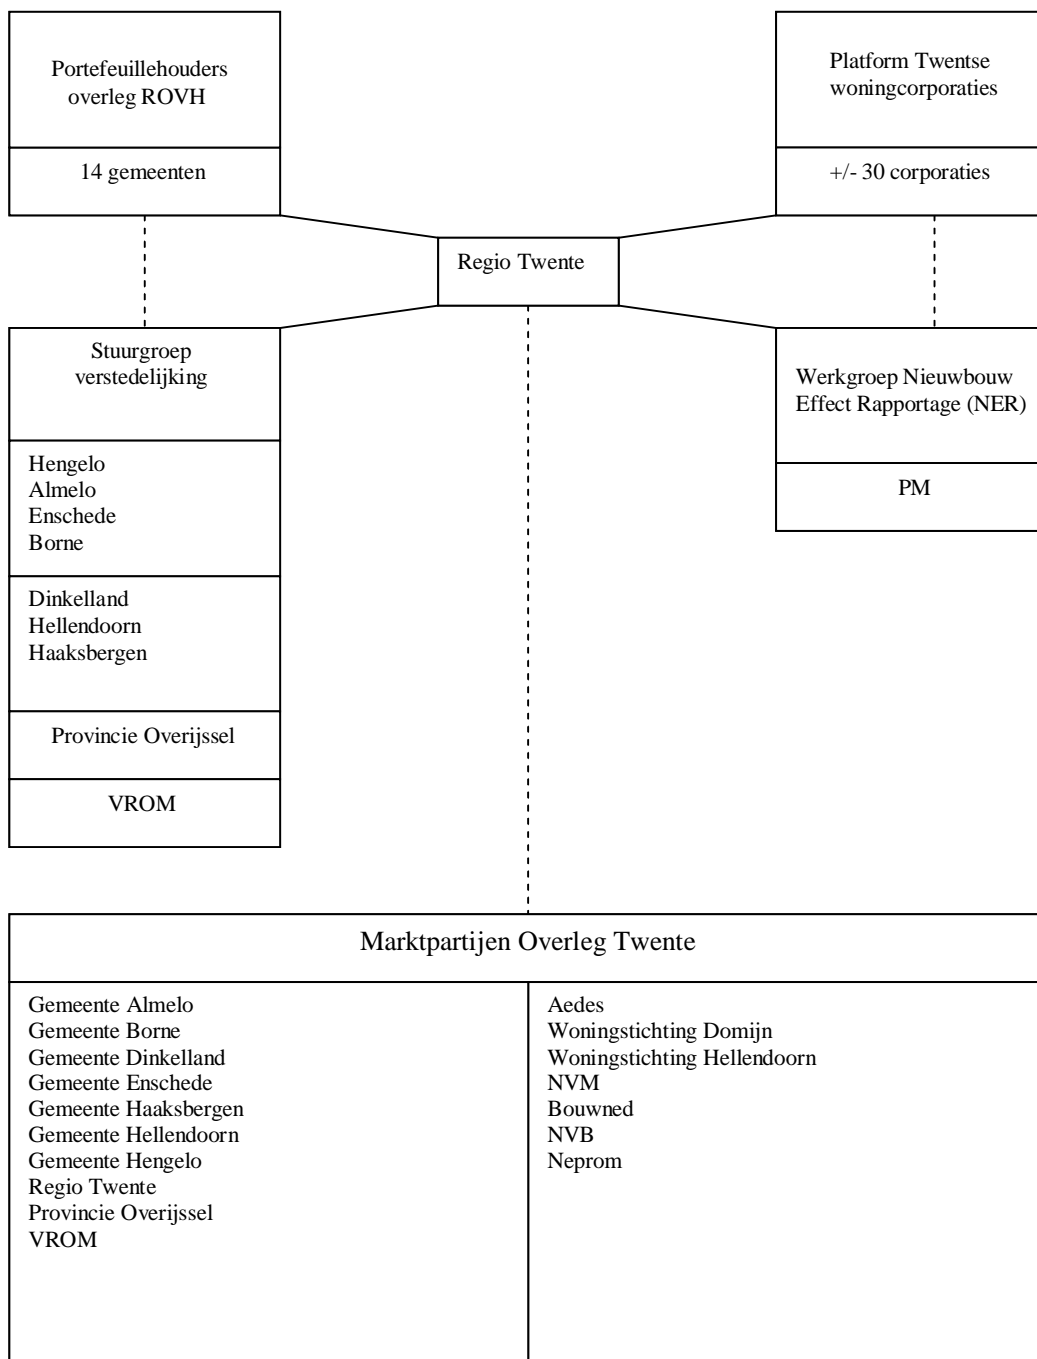 Portefeuillehouders
overleg ROVH
14 gemeenten
Platform Twentse
woningcorporaties
+/- 30 corporaties
Regio Twente
Stuurgroep
verstedelijking
Hengelo
Almelo
Enschede
Borne
Dinkelland
Hellendoorn
Haaksbergen
Provincie Overijssel
VROM
Werkgroep Nieuwbouw
Effect Rapportage (NER)
PM
Marktpartijen Overleg Twente
Gemeente Almelo
Gemeente Borne
Gemeente Dinkelland
Gemeente Enschede
Gemeente Haaksbergen
Gemeente Hellendoorn
Gemeente Hengelo
Regio Twente
Provincie Overijssel
VROM
Aedes
Woningstichting Domijn
Woningstichting Hellendoorn
NVM
Bouwned
NVB
Neprom